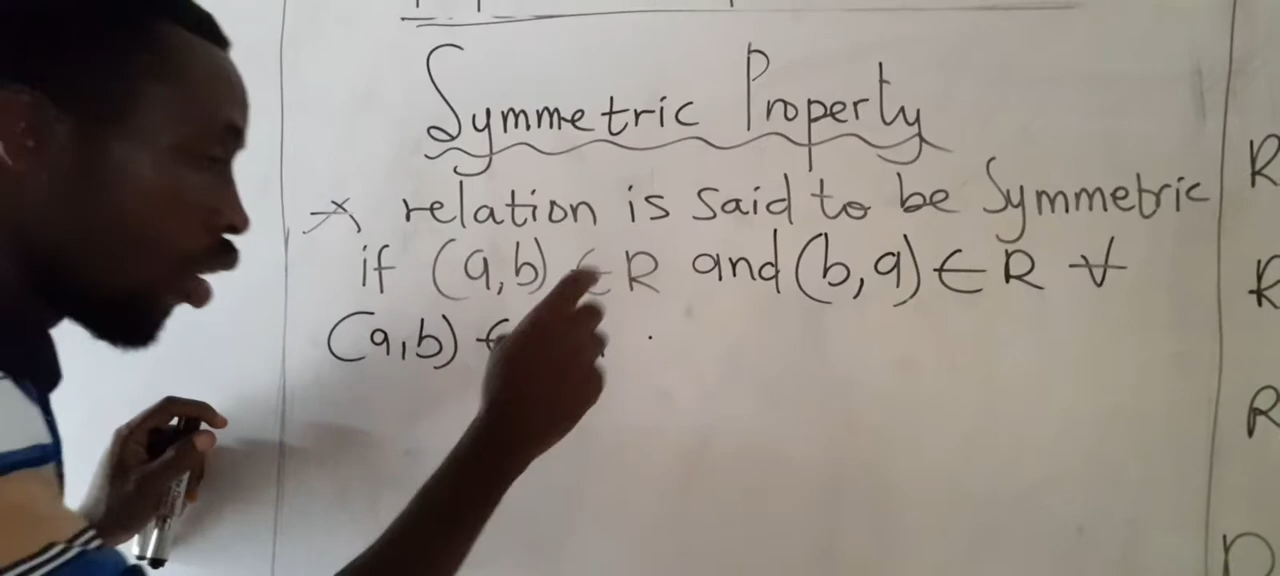 Symmetric Property
A relation is said to be Symmetric
if (a,b) ∈ R and (b,a) ∈ R ∀
(a,b) ∈ .
R
R
R